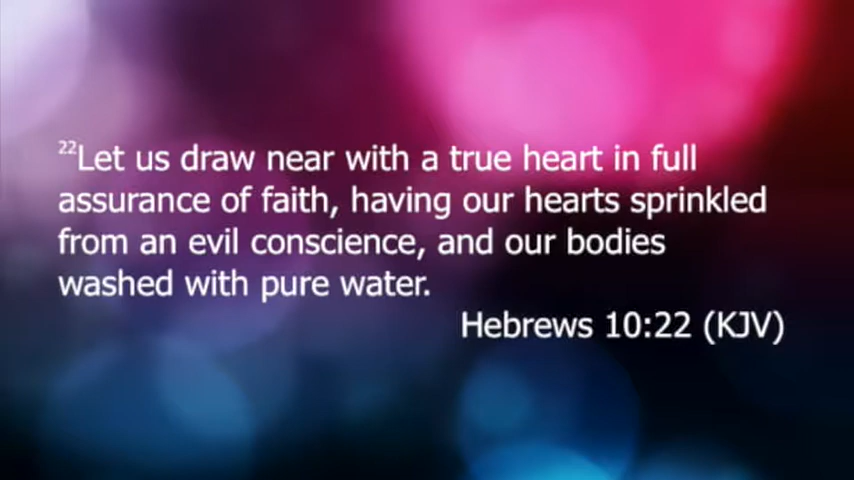 22Let us draw near with a true heart in full
assurance of faith, having our hearts sprinkled
from an evil conscience, and our bodies
washed with pure water.
Hebrews 10:22 (KJV)